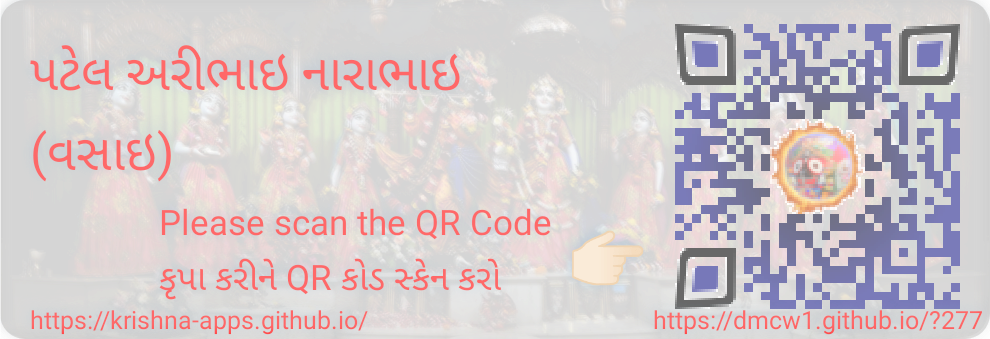 પટેલ અરીભાઇ નારાભાઇ
(વસાઇ)
Please scan the QR Code
કૃપા કરીને QR કોડ સ્કેન કરો
https://krishna-apps.github.io/
https://dmcw1.github.io/?277